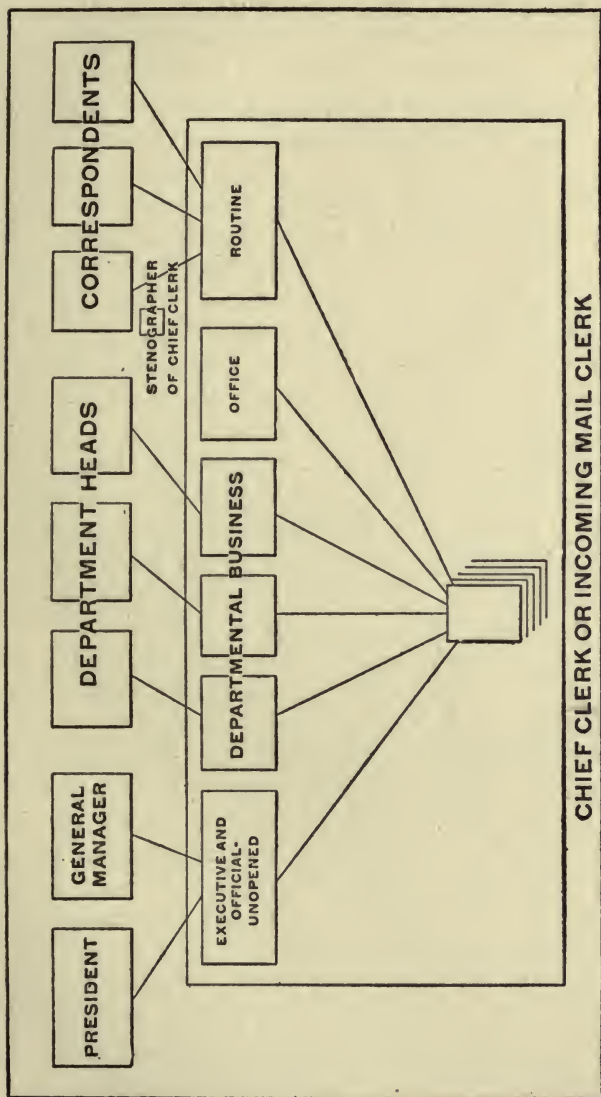 PRESIDENT
GENERAL
MANAGER
DEPARTMENT HEADS
CORRESPONDENTS
STENOGRAPHER
OF CHIEF CLERK
EXECUTIVE AND
OFFICIAL-
UNOPENED
DEPARTMENTAL BUSINESS
OFFICE
ROUTINE
CHIEF CLERK OR INCOMING MAIL CLERK